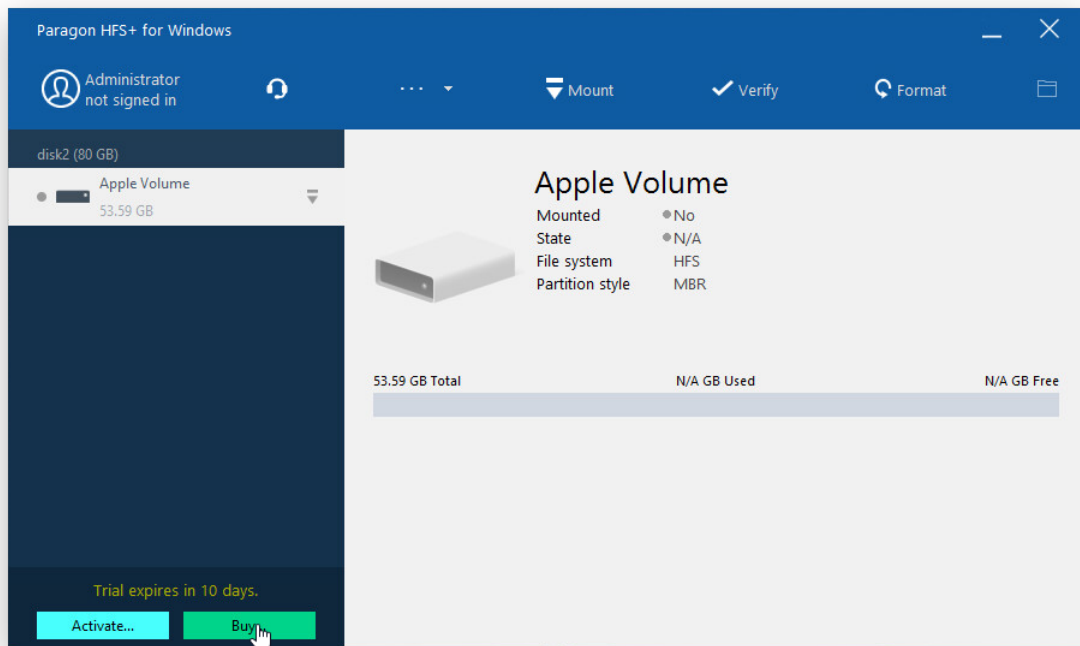 Paragon HFS+ for Windows
Administrator
not signed in
... Mount Verify Format
disk2 (80 GB)
Apple Volume
53.59 GB
Apple Volume
Mounted No
State N/A
File system HFS
Partition style MBR
53.59 GB Total N/A GB Used N/A GB Free
Trial expires in 10 days.
Activate... Buy...